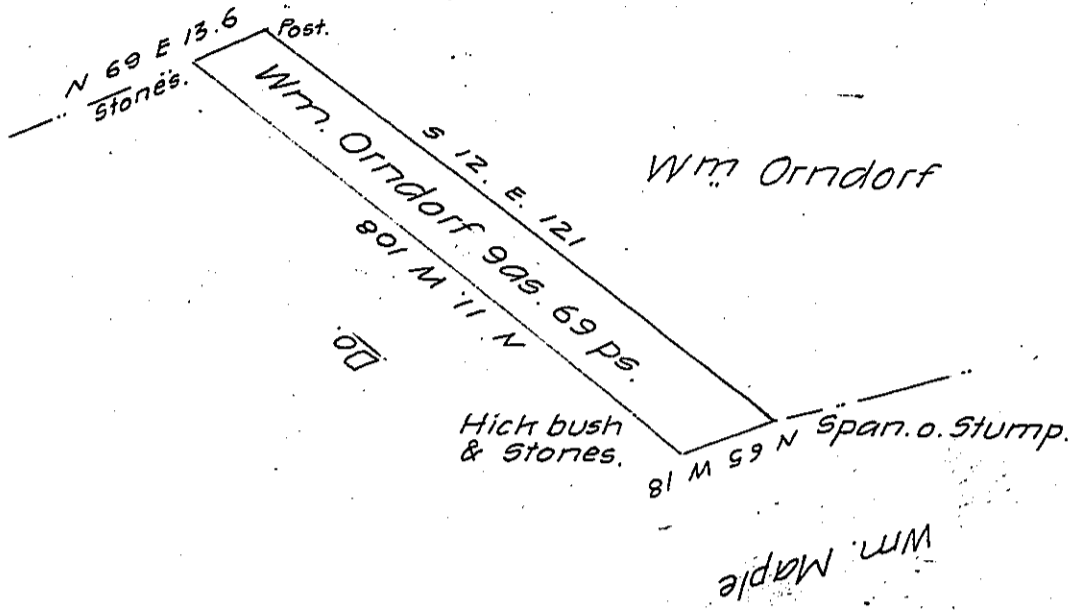 N 69 E 13.6
Post.
Stones.
Wm. Orndorf 9as. 69 ps.
S 12. E. 121
Wm Orndorf
N 11. W 108
Do.
Hick bush
& Stones.
N 65 W 18
Span. o. Stump.
Wm. Maple